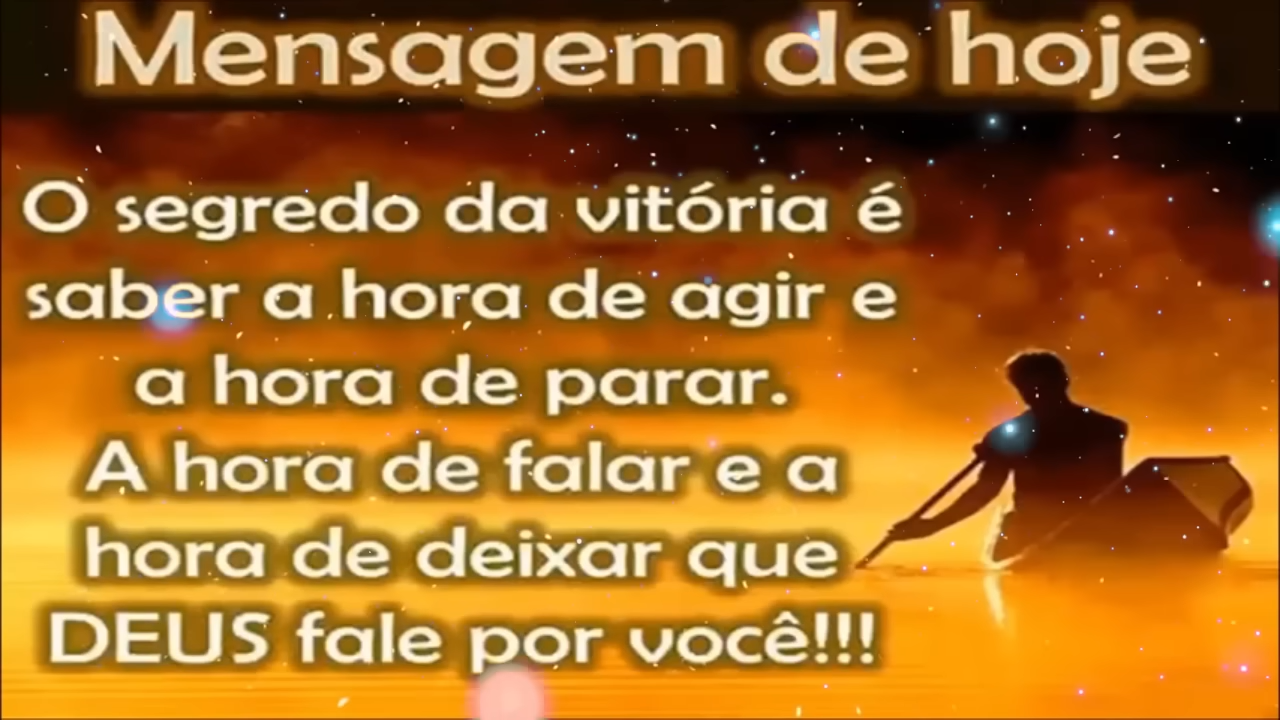 Mensagem de hoje
O segredo da vitória é
saber a hora de agir e
a hora de parar.
A hora de falar e a
hora de deixar que
DEUS fale por você!!!